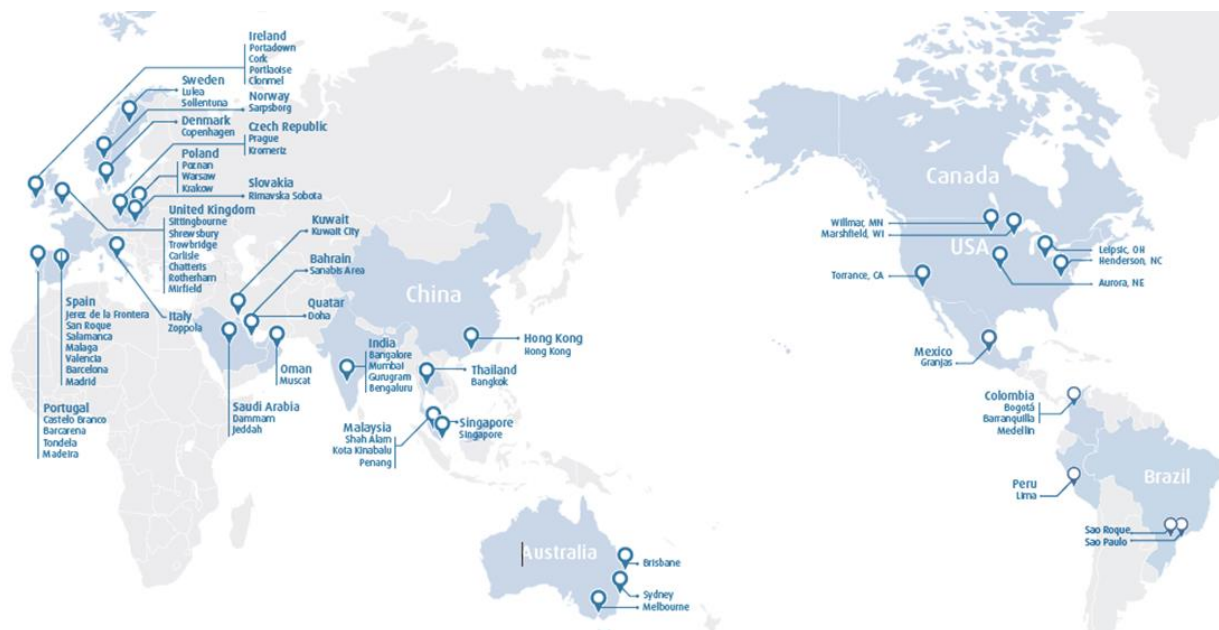 Ireland
Portadown
Cork
Portlaoise
Clonmel
Sweden
Lulea
Sollentuna
Norway
Sarpsborg
Denmark
Copenhagen
Czech Republic
Prague
Kromeriz
Poland
Poznan
Warsaw
Krakow
Slovakia
Rimavska Sobota
United Kingdom
Sittingbourne
Shrewsbury
Trowbridge
Carlisle
Chatteris
Rotherham
Mirfield
Kuwait
Kuwait City
Bahrain
Sanabis Area
Quatar
Doha
Spain
Jerez de la Frontera
San Roque
Salamanca
Malaga
Valencia
Barcelona
Madrid
Italy
Zoppola
Portugal
Castelo Branco
Barcarena
Tondela
Madeira
Saudi Arabia
Dammam
Jeddah
Oman
Muscat
India
Bangalore
Mumbai
Gurugram
Bengaluru
China
Hong Kong
Hong Kong
Thailand
Bangkok
Malaysia
Shah Alam
Kota Kinabalu
Penang
Singapore
Singapore
Australia
Brisbane
Sydney
Melbourne
Canada
USA
Willmar, MN
Marshfield, WI
Torrance, CA
Leipsic, OH
Henderson, NC
Aurora, NE
Mexico
Granjas
Colombia
Bogotá
Barranquilla
Medellin
Peru
Lima
Brazil
Sao Roque
Sao Paulo